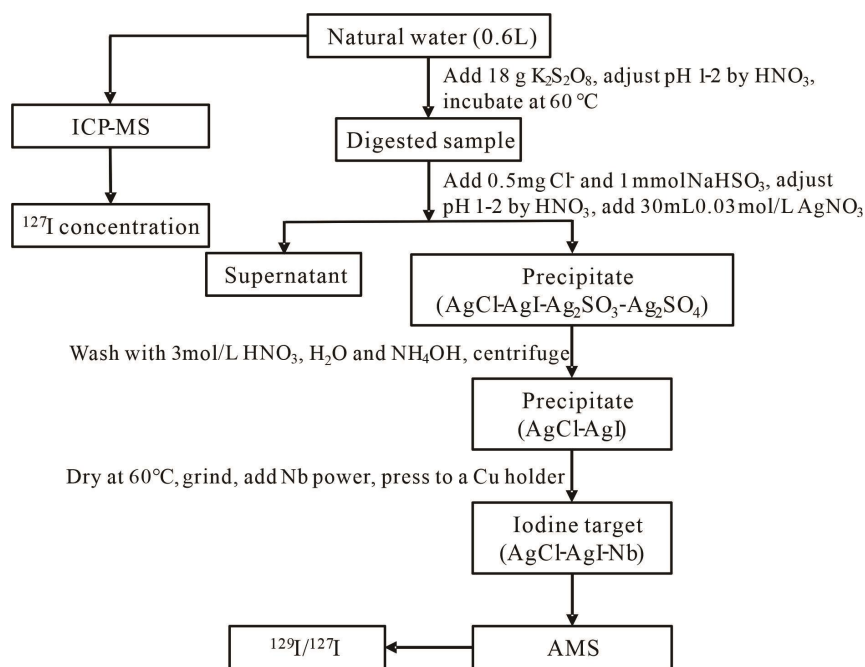 Natural water (0.6L)
Add 18 g K₂S₂O₈, adjust pH 1-2 by HNO₃,
incubate at 60 °C
ICP-MS
Digested sample
Add 0.5mg Cl⁻ and 1 mmolNaHSO₃, adjust
pH 1-2 by HNO₃, add 30mL0.03mol/L AgNO₃
¹²⁷I concentration
Supernatant
Precipitate
(AgCl-AgI-Ag₂SO₃-Ag₂SO₄)
Wash with 3mol/L HNO₃, H₂O and NH₄OH, centrifuge
Precipitate
(AgCl-AgI)
Dry at 60°C, grind, add Nb power, press to a Cu holder
Iodine target
(AgCl-AgI-Nb)
¹²⁹I/¹²⁷I
AMS